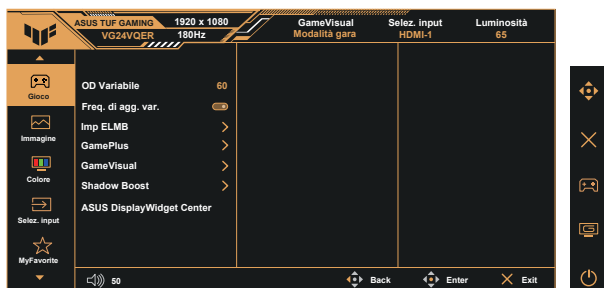 ASUS TUF GAMING 1920 x 1080 GameVisual Selez. input Luminosità
VG24VQER 180Hz Modalità gara HDMI-1 65
Gioco
Immagine
Colore
Selez. input
MyFavorite
OD Variabile 60
Freq. di agg. var.
Imp ELMB
GamePlus
GameVisual
Shadow Boost
ASUS DisplayWidget Center
50 Back Enter Exit